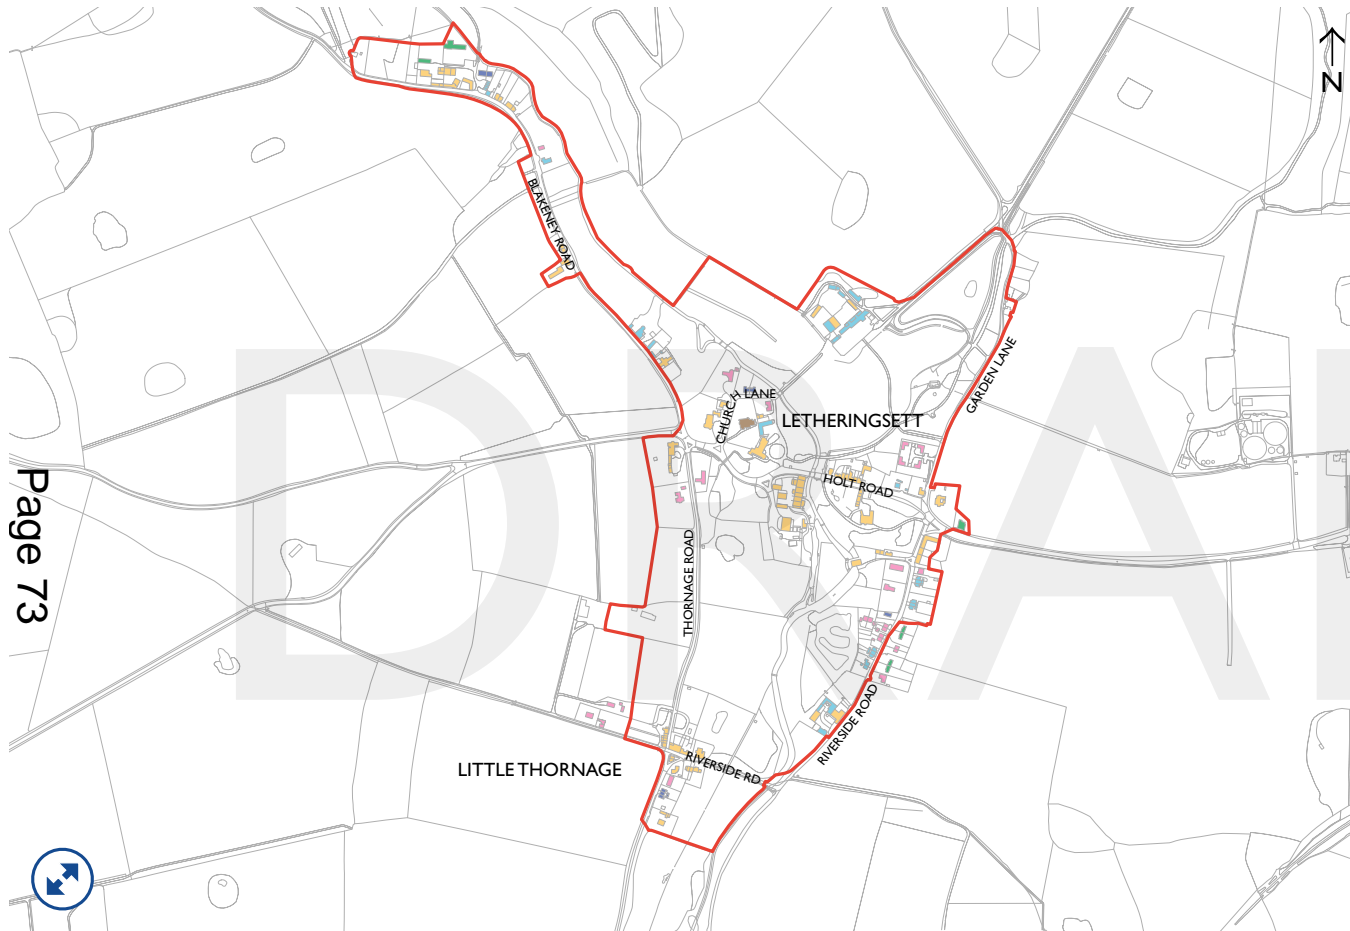 N
BLAKENEY ROAD
GARDEN LANE
CHURCH LANE
LETHERINGSETT
HOLT ROAD
THORNAGE ROAD
RIVERSIDE ROAD
RIVERSIDE RD
LITTLE THORNAGE
Page 73
DRA